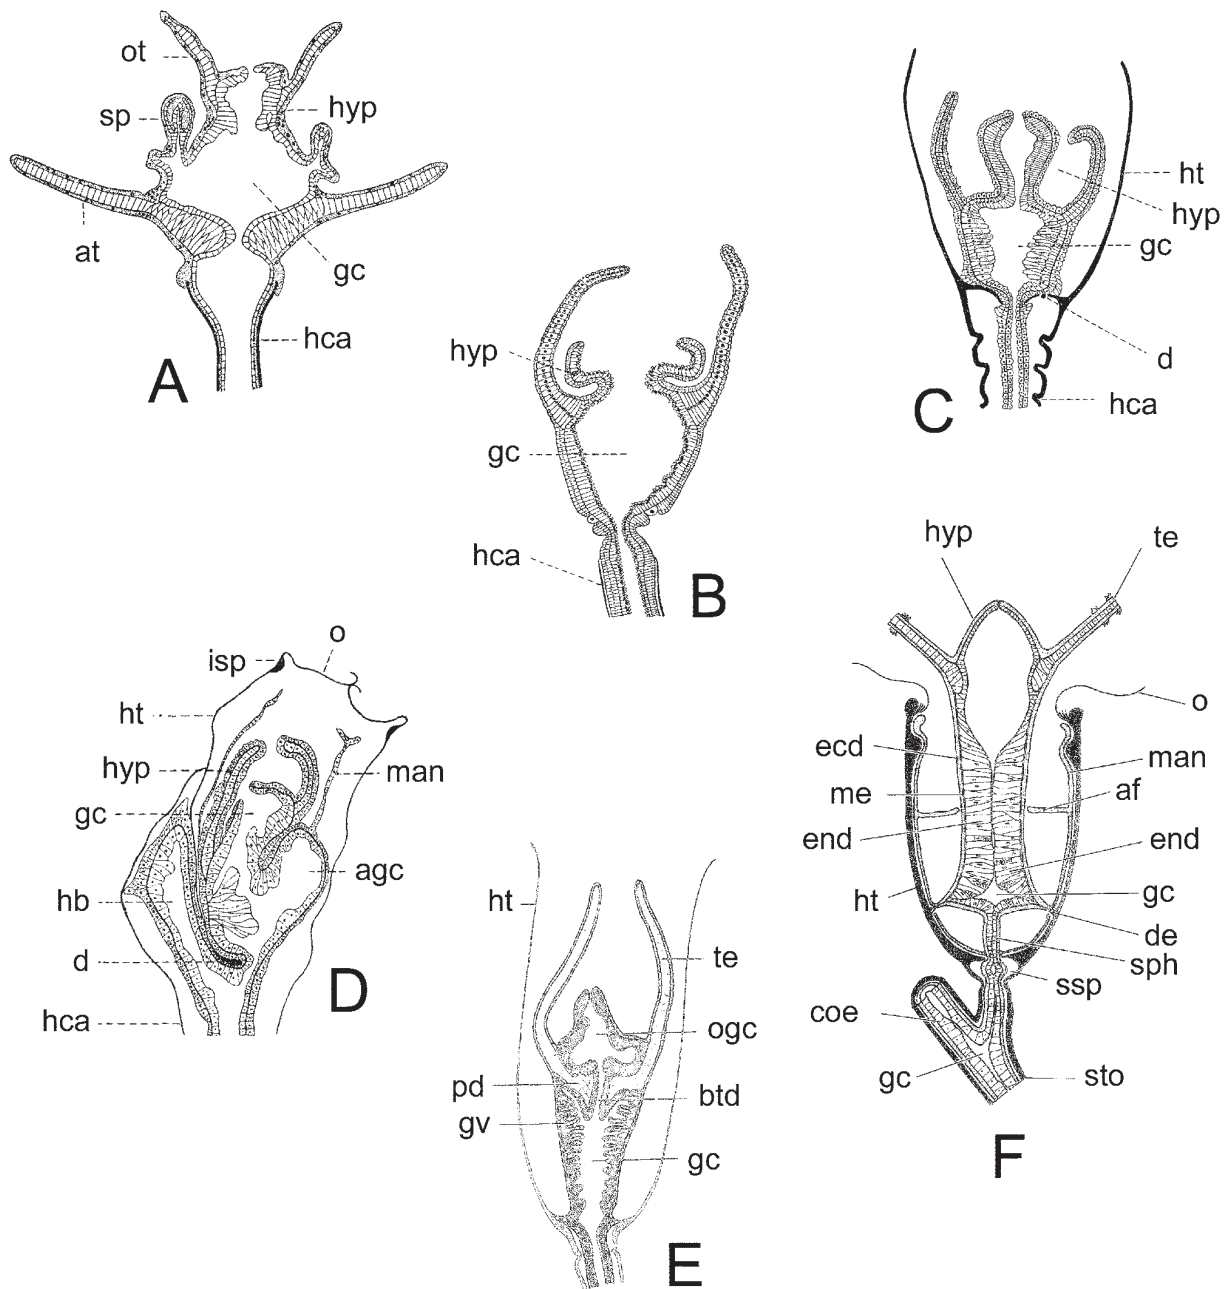 ot
sp
hyp
at
gc
hca
A
hyp
gc
hca
B
ht
hyp
gc
d
hca
C
o
isp
ht
hyp
man
gc
agc
hb
d
hca
D
ht
te
ogc
pd
btd
gv
gc
E
hyp
te
o
ecd
man
me
af
end
end
ht
gc
de
sph
ssp
coe
gc
sto
F